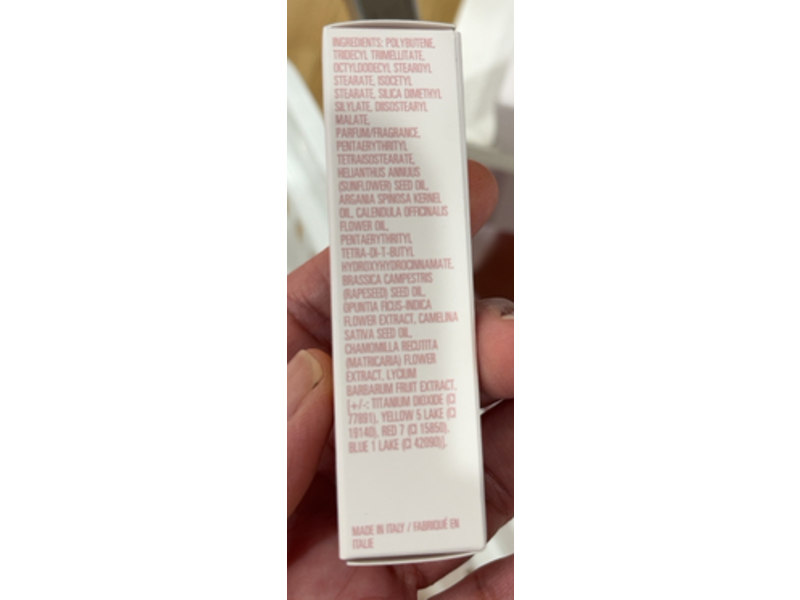 INGREDIENTS: POLYBUTENE,
TRIDECYL TRIMELLITATE,
OCTYLDODECYL STEAROYL
STEARATE, ISOCETYL
STEARATE, SILICA DIMETHYL
SILYLATE, DIISOSTEARYL
MALATE,
PARFUM/FRAGRANCE,
PENTAERYTHRITYL
TETRAISOSTEARATE,
HELIANTHUS ANNUUS
(SUNFLOWER) SEED OIL,
ARGANIA SPINOSA KERNEL
OIL, CALENDULA OFFICINALIS
FLOWER OIL,
PENTAERYTHRITYL
TETRA-DI-T-BUTYL
HYDROXYHYDROCINNAMATE,
BRASSICA CAMPESTRIS
(RAPESEED) SEED OIL,
OPUNTIA FICUS-INDICA
FLOWER EXTRACT, CAMELINA
SATIVA SEED OIL,
CHAMOMILLA RECUTITA
(MATRICARIA) FLOWER
EXTRACT, LYCIUM
BARBARUM FRUIT EXTRACT,
[+/-: TITANIUM DIOXIDE (CI
77891), YELLOW 5 LAKE (CI
19140), RED 7 (CI 15850),
BLUE 1 LAKE (CI 42090)].
MADE IN ITALY / FABRIQUÉ EN
ITALIE